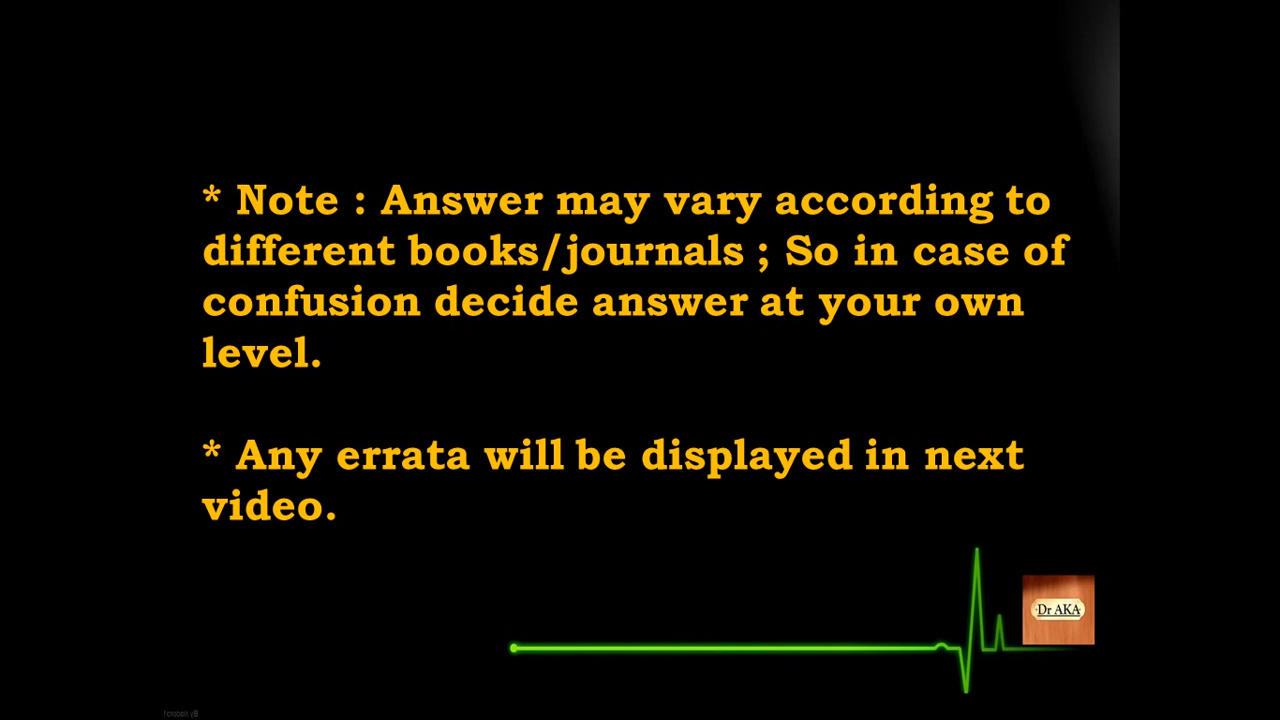 * Note : Answer may vary according to
different books/journals ; So in case of
confusion decide answer at your own
level.
* Any errata will be displayed in next
video.
Dr AKA